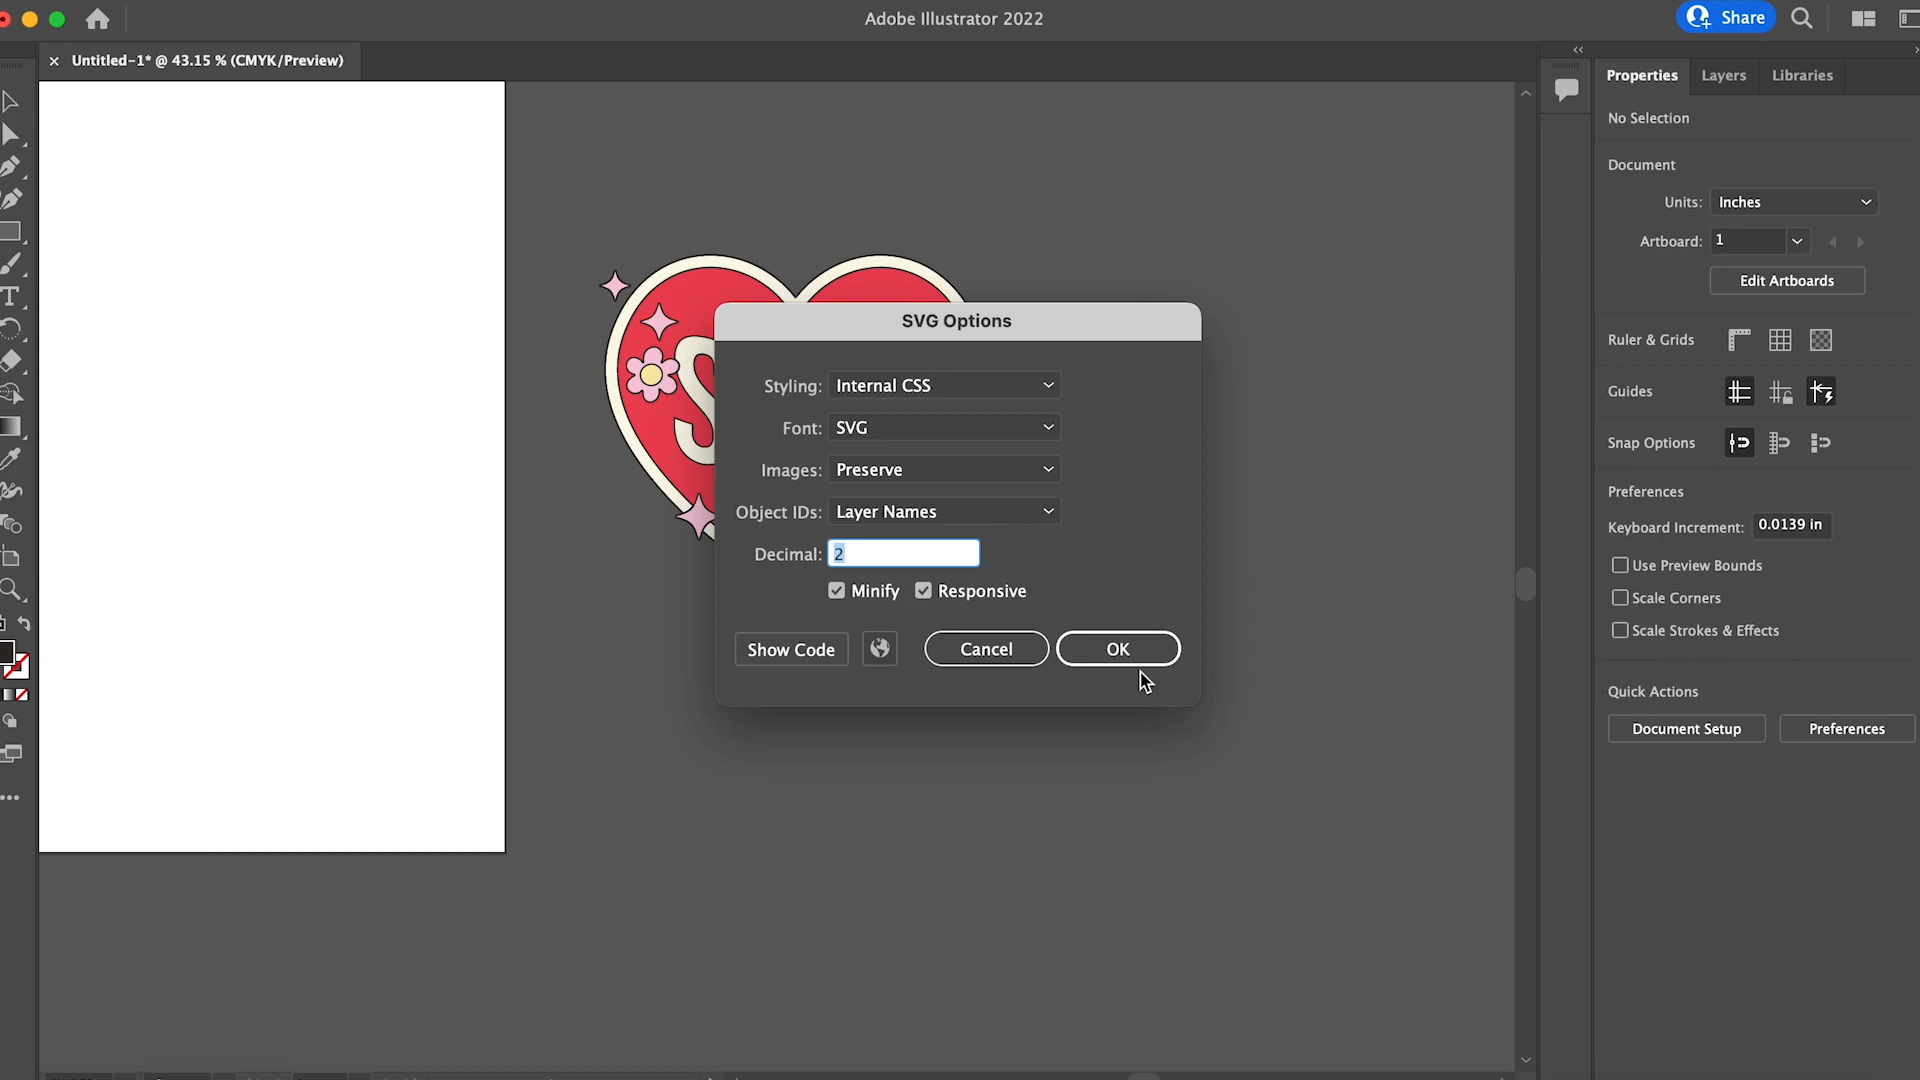 Adobe Illustrator 2022
Share
× Untitled-1* @ 43.15 % (CMYK/Preview)
Properties Layers Libraries
No Selection
Document
Units: Inches
Artboard: 1
Edit Artboards
Ruler & Grids
Guides
Snap Options
Preferences
Keyboard Increment: 0.0139 in
Use Preview Bounds
Scale Corners
Scale Strokes & Effects
Quick Actions
Document Setup Preferences
S
SVG Options
Styling: Internal CSS
Font: SVG
Images: Preserve
Object IDs: Layer Names
Decimal: 2
Minify Responsive
Show Code Cancel OK